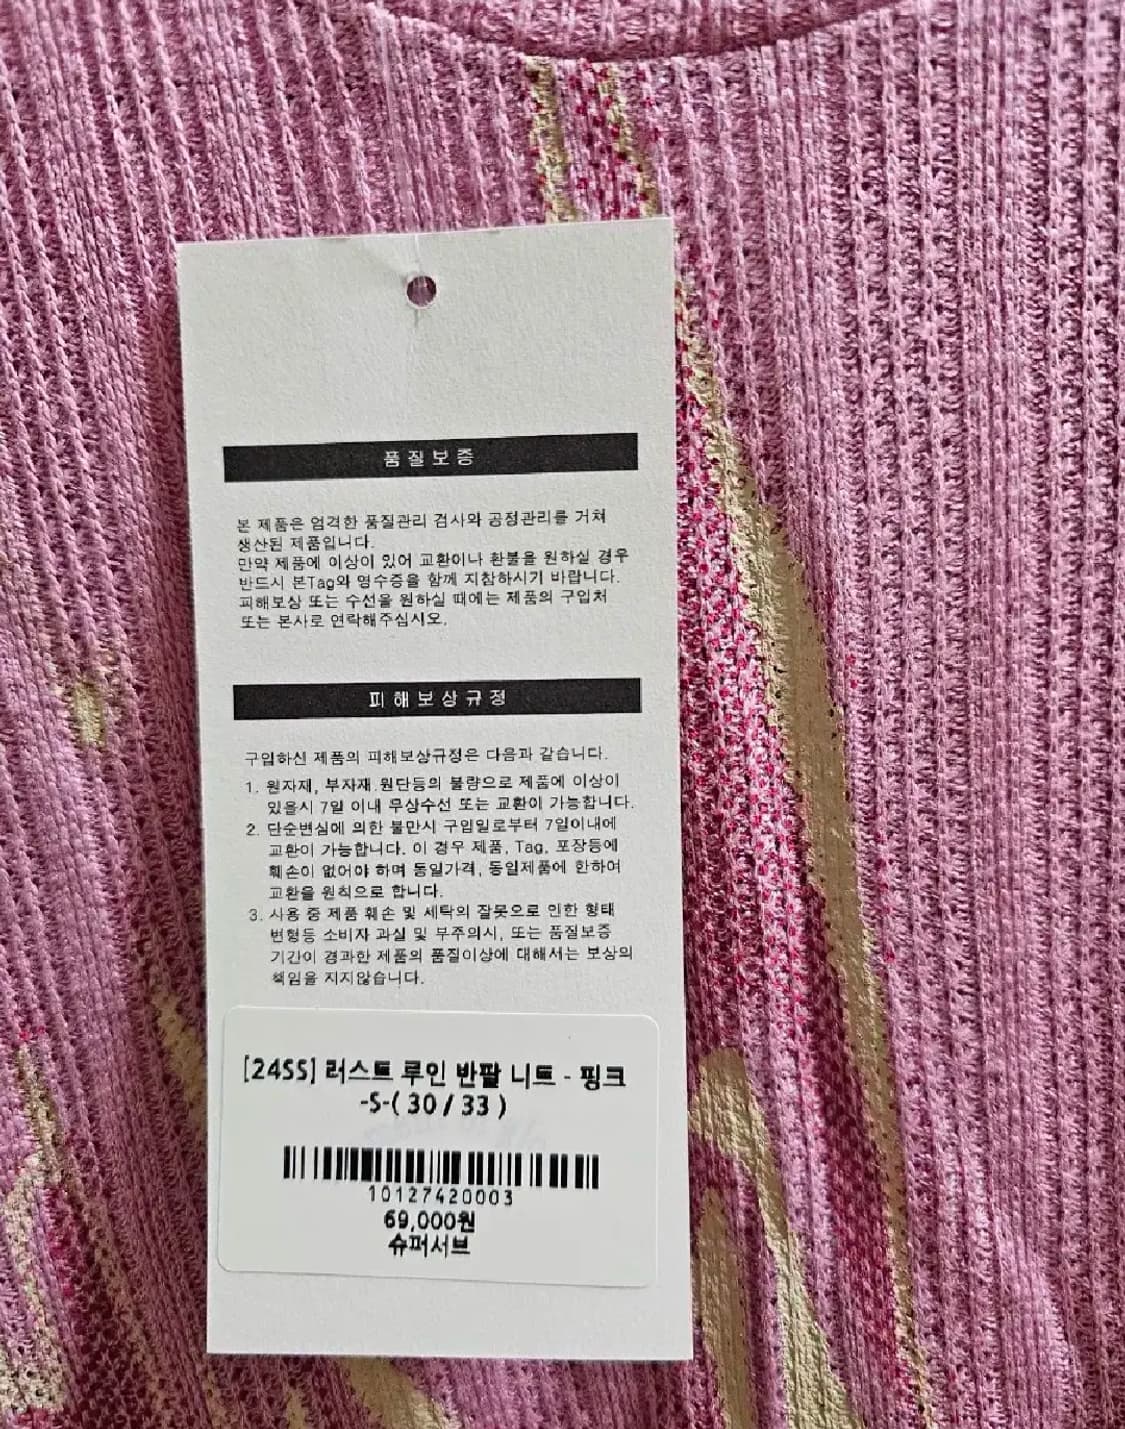 품질보증
본 제품은 엄격한 품질관리 검사와 공정관리를 거쳐
생산된 제품입니다.
만약 제품에 이상이 있어 교환이나 환불을 원하실 경우
반드시 본Tag와 영수증을 함께 지참하시기 바랍니다.
피해보상 또는 수선을 원하실 때에는 제품의 구입처
또는 본사로 연락해주십시오.
피해보상규정
구입하신 제품의 피해보상규정은 다음과 같습니다.
1. 원자재, 부자재.원단등의 불량으로 제품에 이상이
있을시 7일 이내 무상수선 또는 교환이 가능합니다.
2. 단순변심에 의한 불만시 구입일로부터 7일이내에
교환이 가능합니다. 이 경우 제품, Tag, 포장등에
훼손이 없어야 하며 동일가격, 동일제품에 한하여
교환을 원칙으로 합니다.
3. 사용 중 제품 훼손 및 세탁의 잘못으로 인한 형태
변형등 소비자 과실 및 부주의시, 또는 품질보증
기간이 경과한 제품의 품질이상에 대해서는 보상의
책임을 지지않습니다.
[24SS] 러스트 루인 반팔 니트 - 핑크
-S-( 30 / 33 )
10127420003
69,000원
슈퍼서브